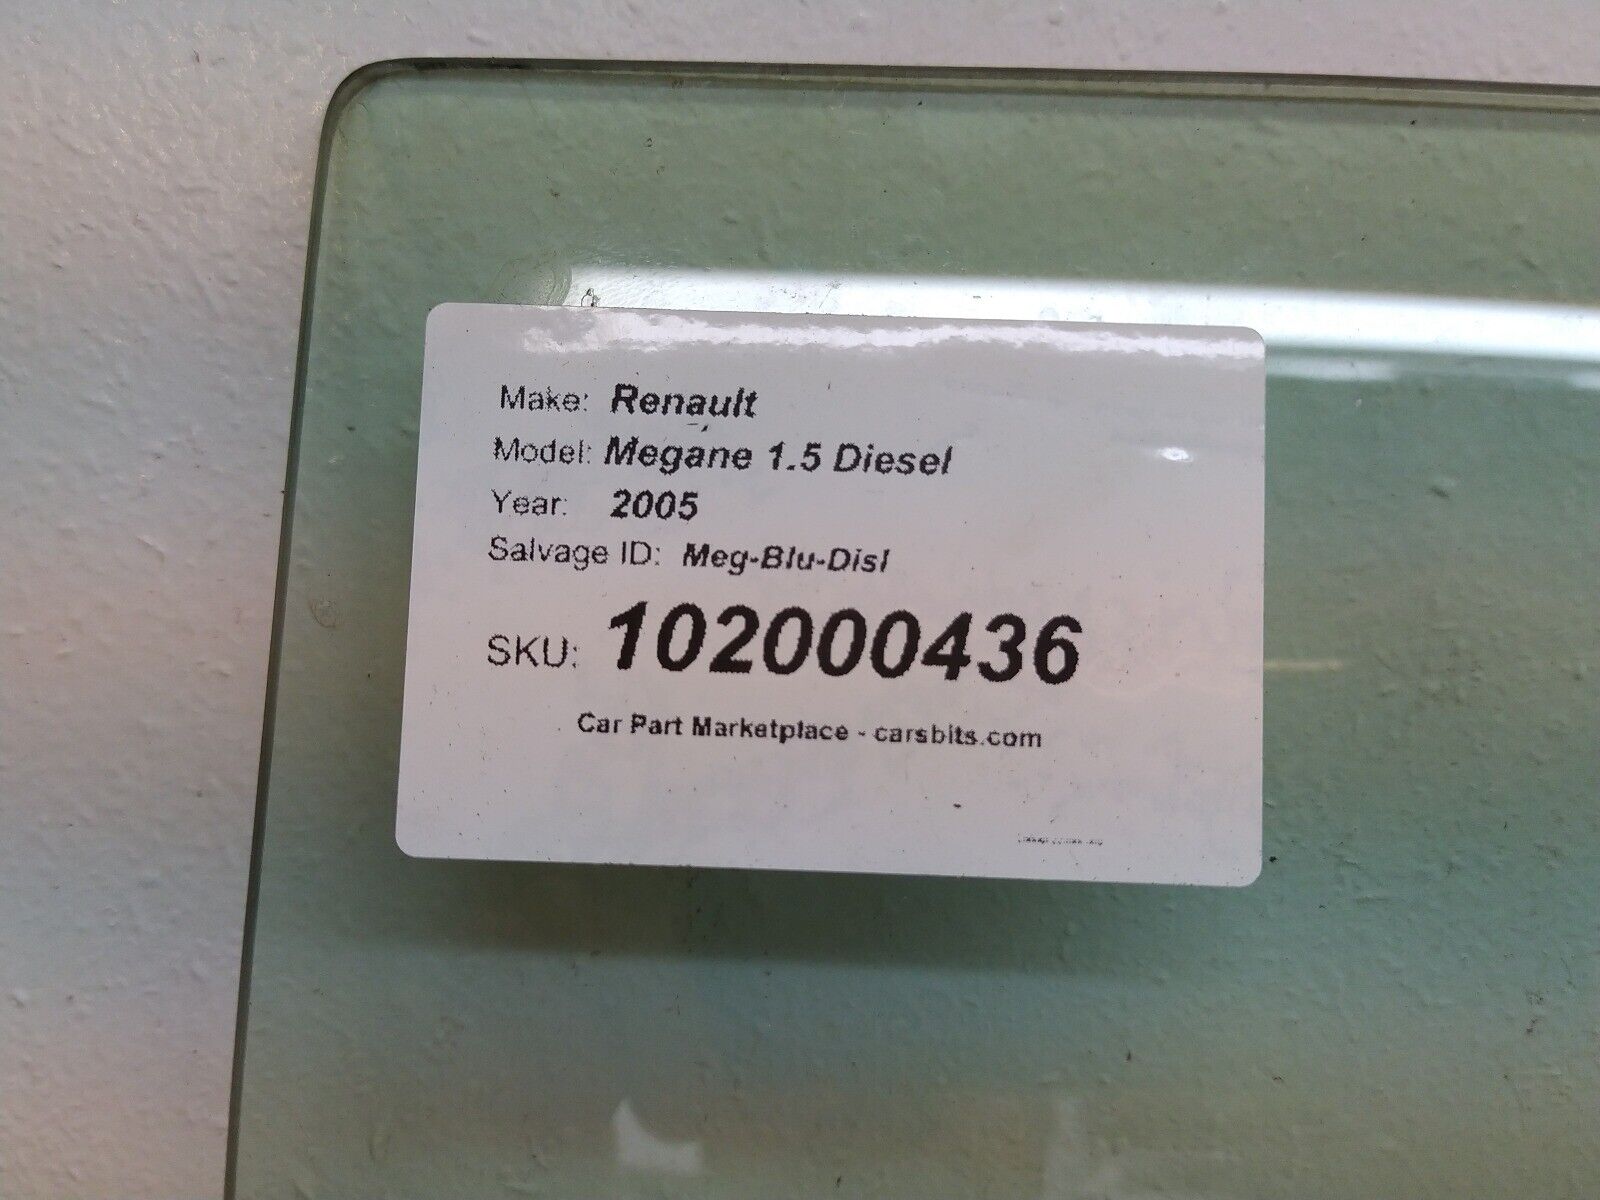 Make: Renault
Model: Megane 1.5 Diesel
Year: 2005
Salvage ID: Meg-Blu-Disl
SKU: 102000436
Car Part Marketplace - carsbits.com